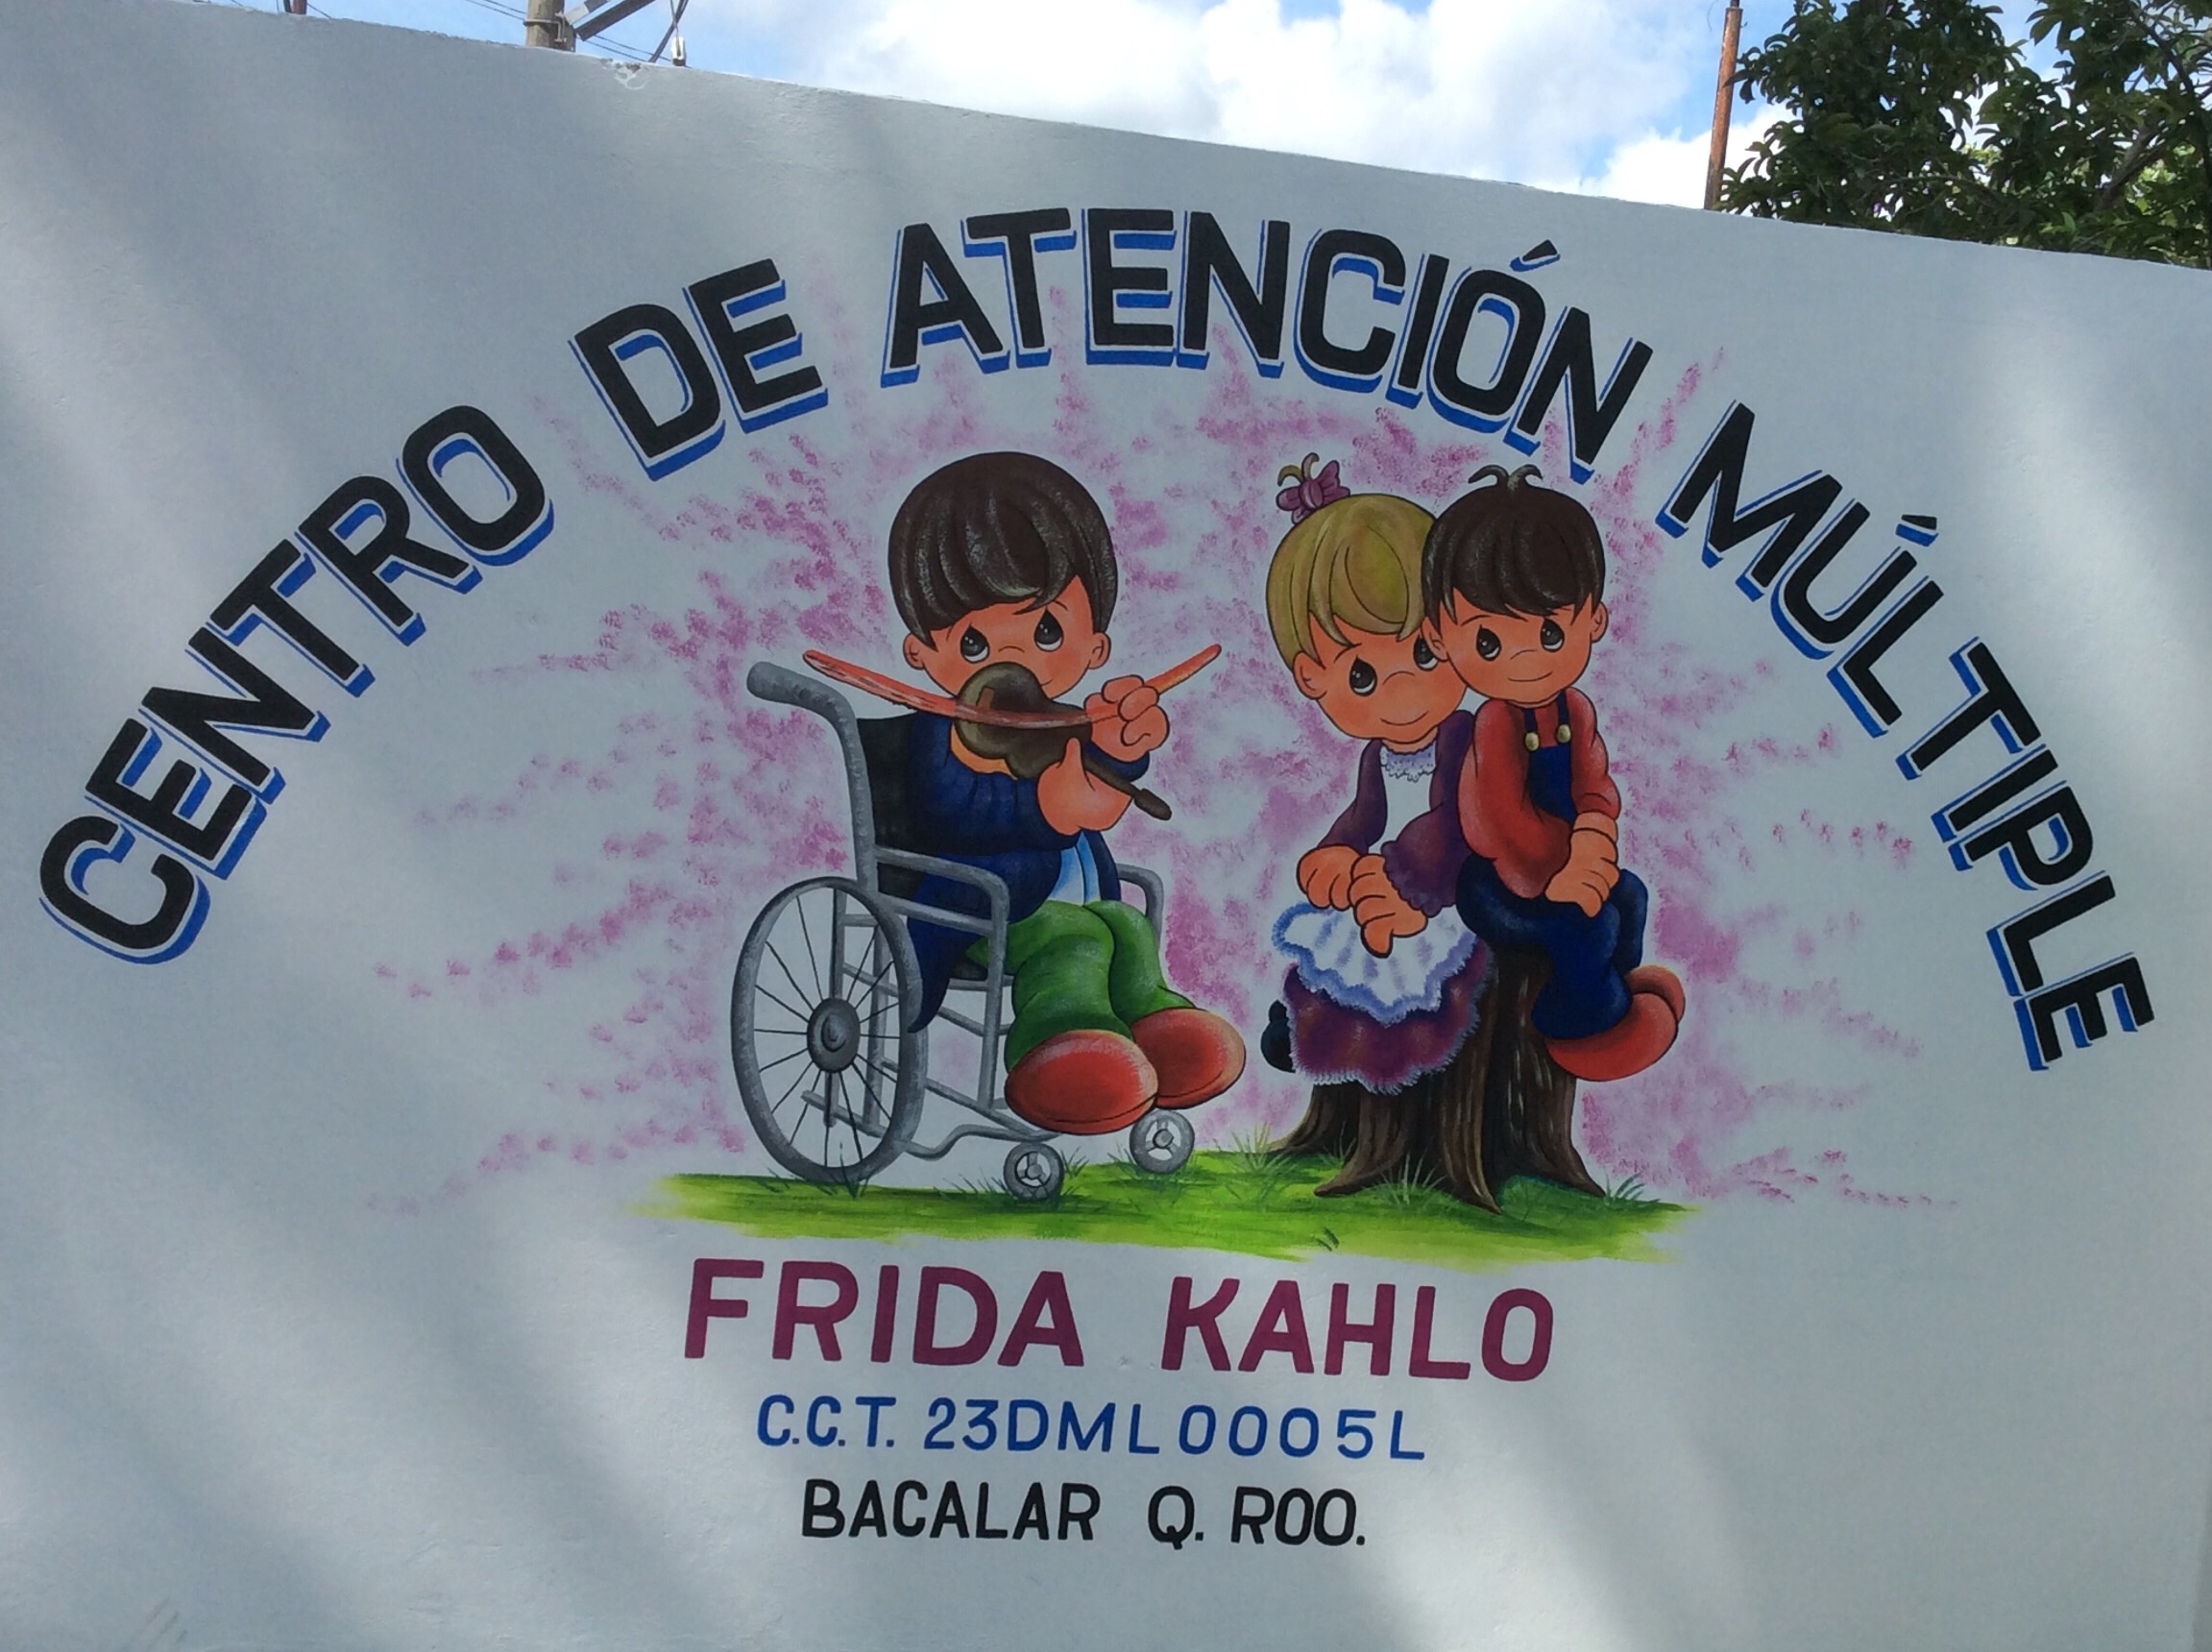 CENTRO DE ATENCIÓN MÚLTIPLE
FRIDA KAHLO
C.C.T. 23DML0005L
BACALAR Q. ROO.